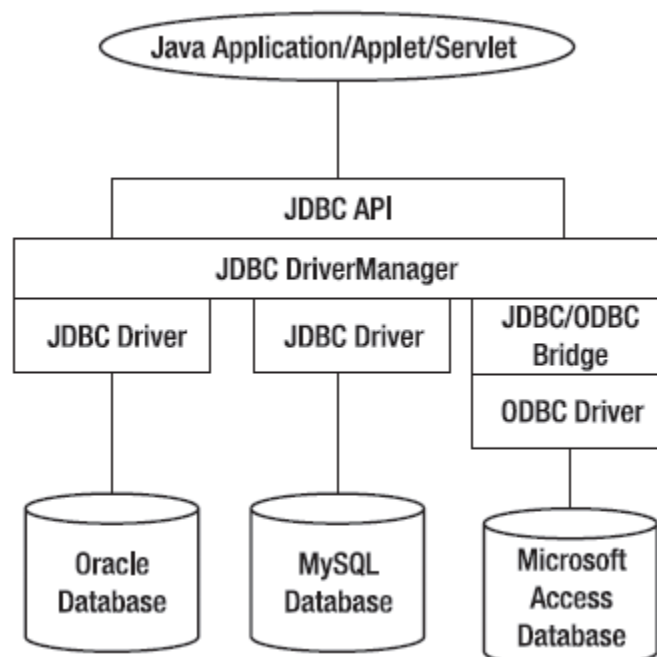 Java Application/Applet/Servlet
JDBC API
JDBC DriverManager
JDBC Driver
JDBC Driver
JDBC/ODBC
Bridge
ODBC Driver
Oracle
Database
MySQL
Database
Microsoft
Access
Database